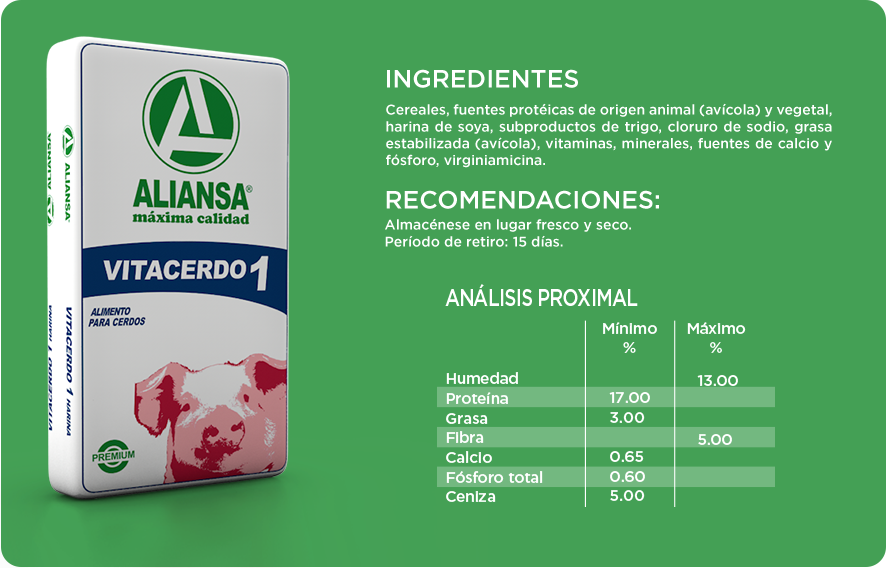 ALIANSA®
máxima calidad
VITACERDO 1
ALIMENTO
PARA CERDOS
PREMIUM
ALIANSA
ALIANSA
VITACERDO 1 HARINA
VITACERDO 1 HARINA
INGREDIENTES
Cereales, fuentes protéicas de origen animal (avícola) y vegetal,
harina de soya, subproductos de trigo, cloruro de sodio, grasa
estabilizada (avícola), vitaminas, minerales, fuentes de calcio y
fósforo, virginiamicina.
RECOMENDACIONES:
Almacénese en lugar fresco y seco.
Período de retiro: 15 días.
ANÁLISIS PROXIMAL
Mínimo Máximo
% %
Humedad 13.00
Proteína 17.00
Grasa 3.00
Fibra 5.00
Calcio 0.65
Fósforo total 0.60
Ceniza 5.00